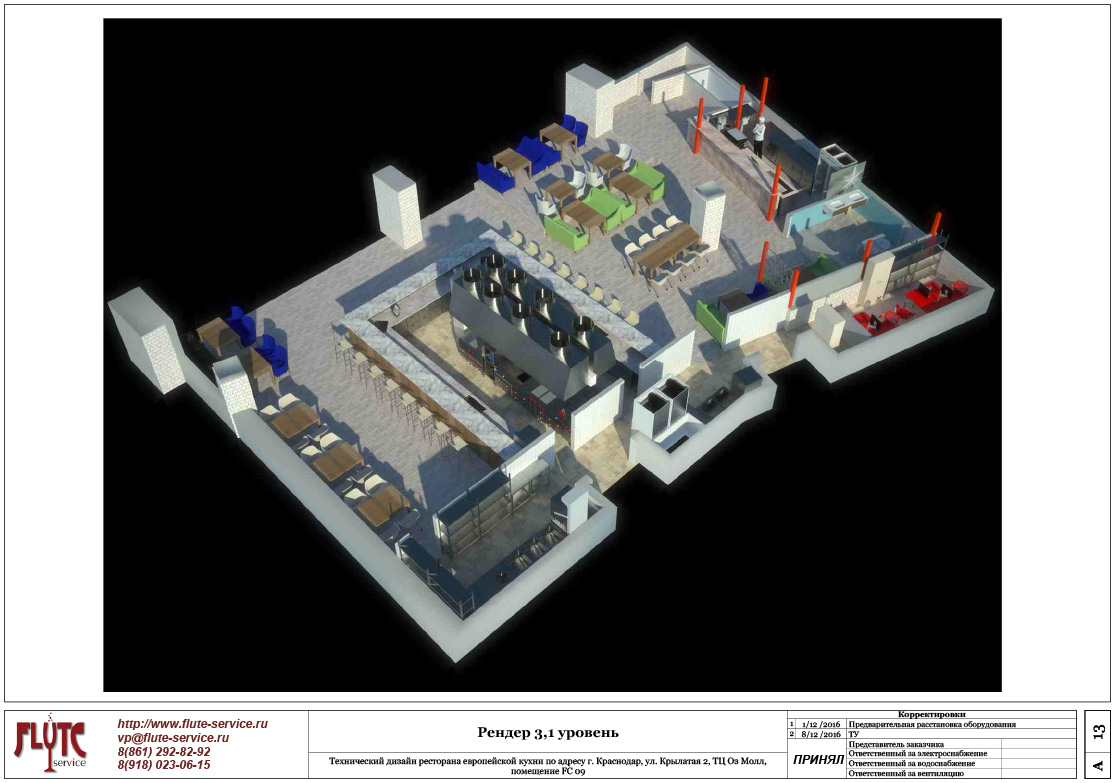 FLUTE
service
http://www.flute-service.ru
vp@flute-service.ru
8(861) 292-82-92
8(918) 023-06-15
Рендер 3,1 уровень
Технический дизайн ресторана европейской кухни по адресу г. Краснодар, ул. Крылатая 2, ТЦ Оз Молл,
помещение FC 09
Корректировки
1 1/12 /2016 Предварительная расстановка оборудования
2 8/12 /2016 ТУ
ПРИНЯЛ
Представитель заказчика
Ответственный за электроснабжение
Ответственный за водоснабжение
Ответственный за вентиляцию
A 13